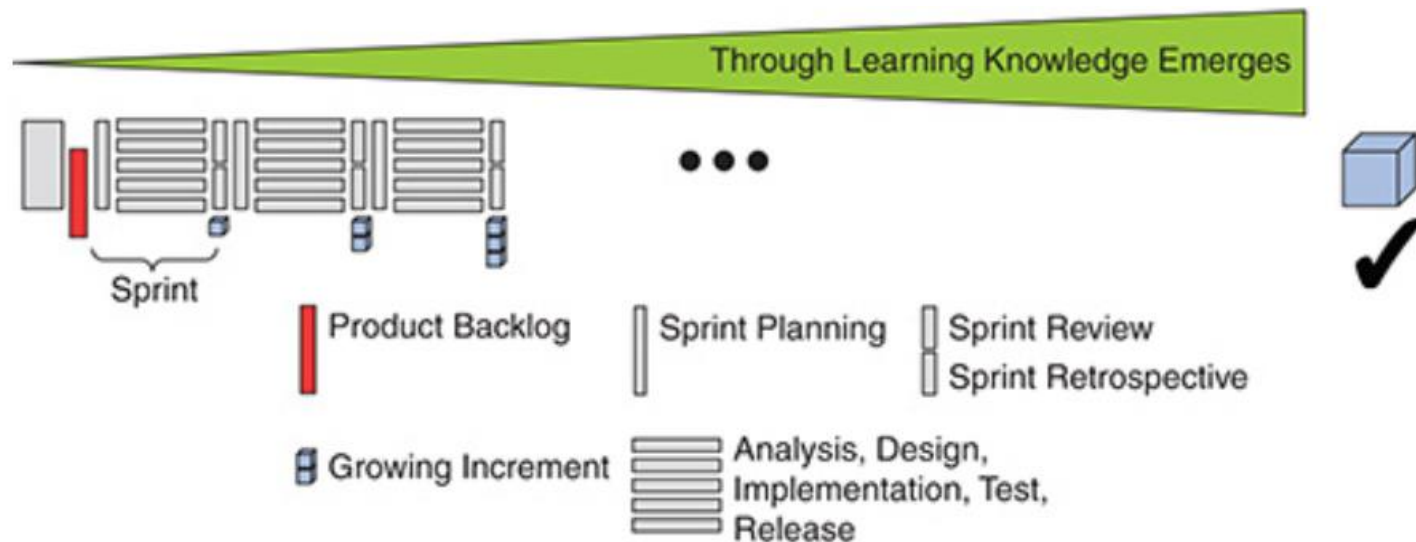 Through Learning Knowledge Emerges
Sprint
Product Backlog
Sprint Planning
Sprint Review
Sprint Retrospective
Growing Increment
Analysis, Design,
Implementation, Test,
Release